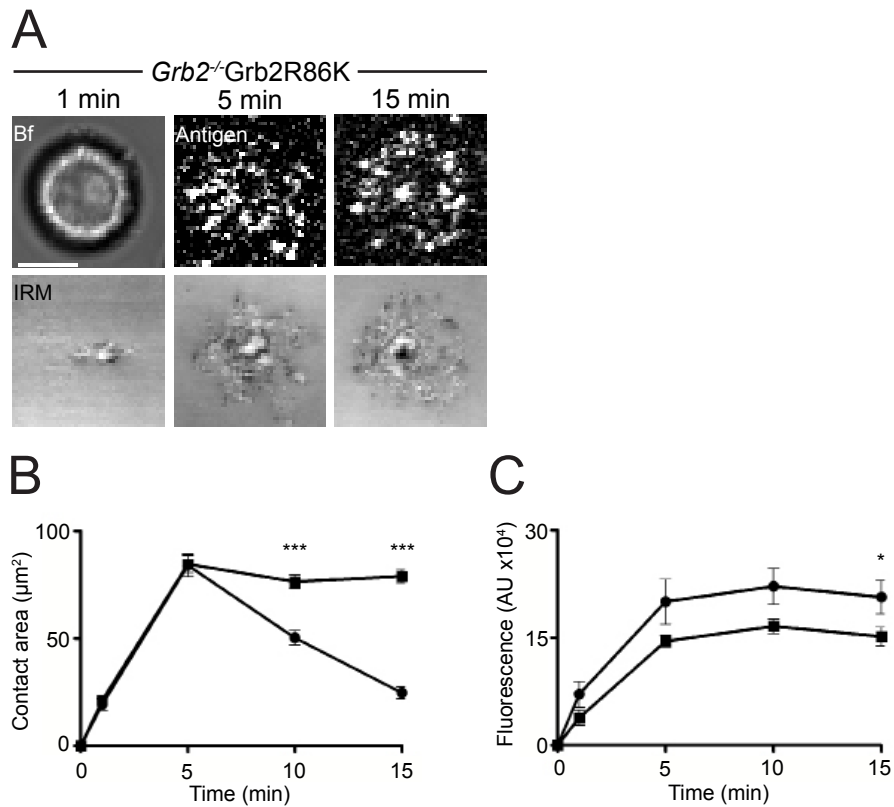 A
Grb2-/-Grb2R86K
1 min 5 min 15 min
Bf Antigen
IRM
B C
100 *** ***
50
0
0 5 10 15
Contact area (μm²)
Time (min)
30 *
15
0
0 5 10 15
Fluorescence (AU x10⁴)
Time (min)